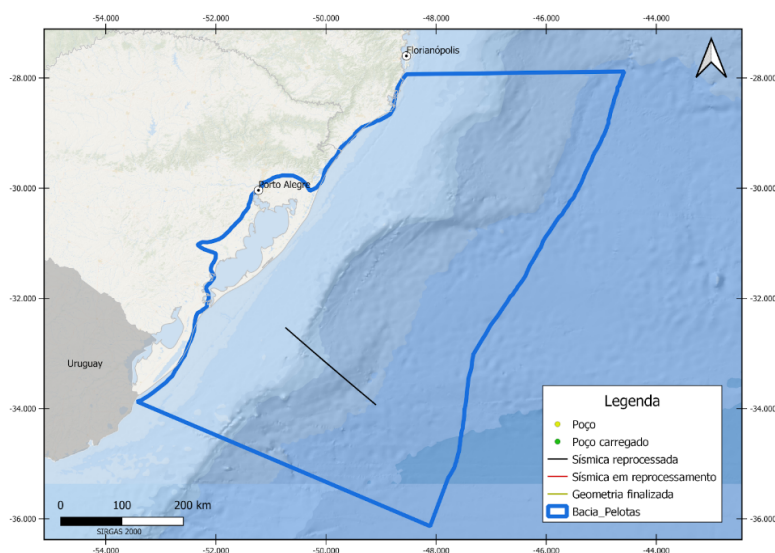 -54.000 -52.000 -50.000 -48.000 -46.000 -44.000
Florianópolis
-28.000 -28.000
-30.000 -30.000
Porto Alegre
-32.000 -32.000
Uruguay
-34.000 -34.000
Legenda
Poço
Poço carregado
Sísmica reprocessada
Sísmica em reprocessamento
Geometria finalizada
Bacia_Pelotas
0 100 200 km
SIRGAS 2000
-36.000 -36.000
-54.000 -52.000 -50.000 -48.000 -46.000 -44.000